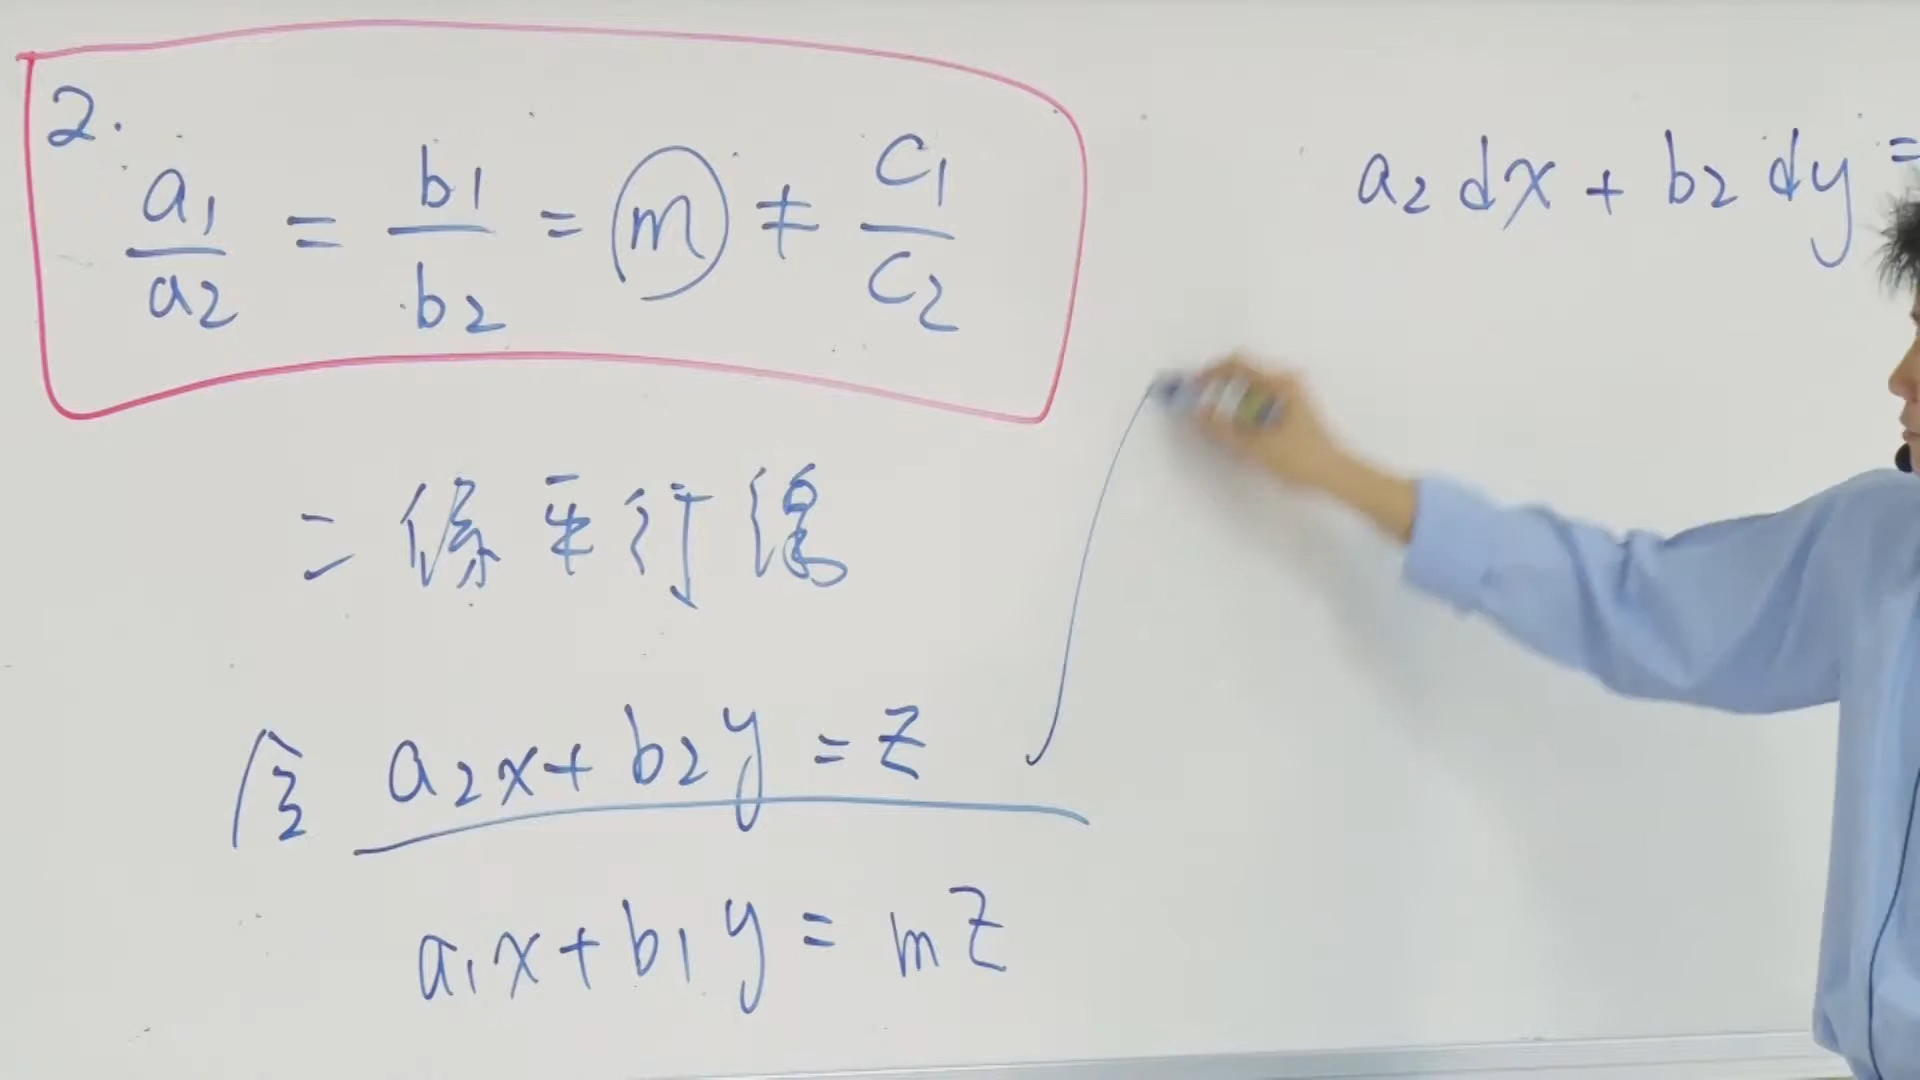 2.
a₁/a₂ = b₁/b₂ = m ≠ c₁/c₂
= 條平行線
令 a₂x + b₂y = z
a₁x + b₁y = mz
a₂dx + b₂dy =